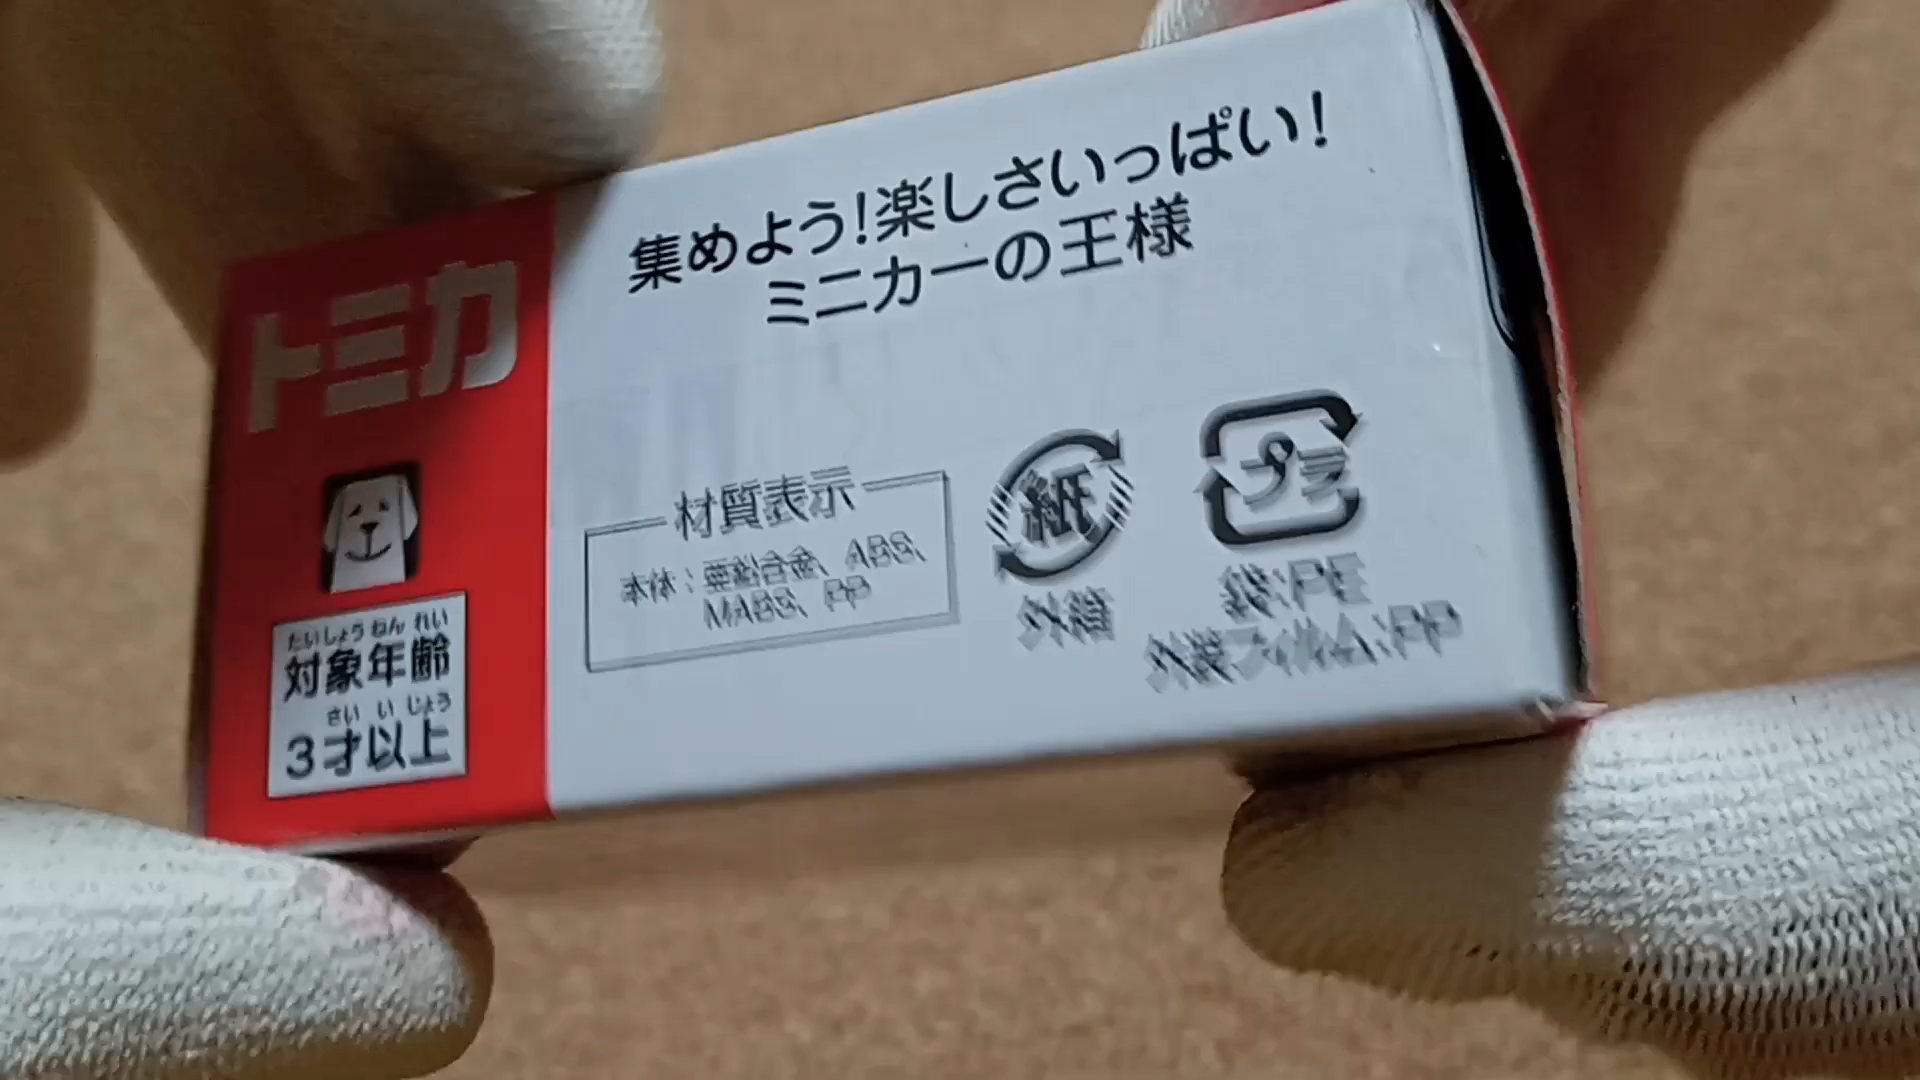 集めよう!楽しさいっぱい!
ミニカーの王様
トミカ
たいしょう ねん れい
対象年齢
さい い じょう
3才以上
材質表示
本体:亜鉛合金、ABS、
MABS、PP
紙
外箱
プラ
袋:PE
外装フィルム:PP